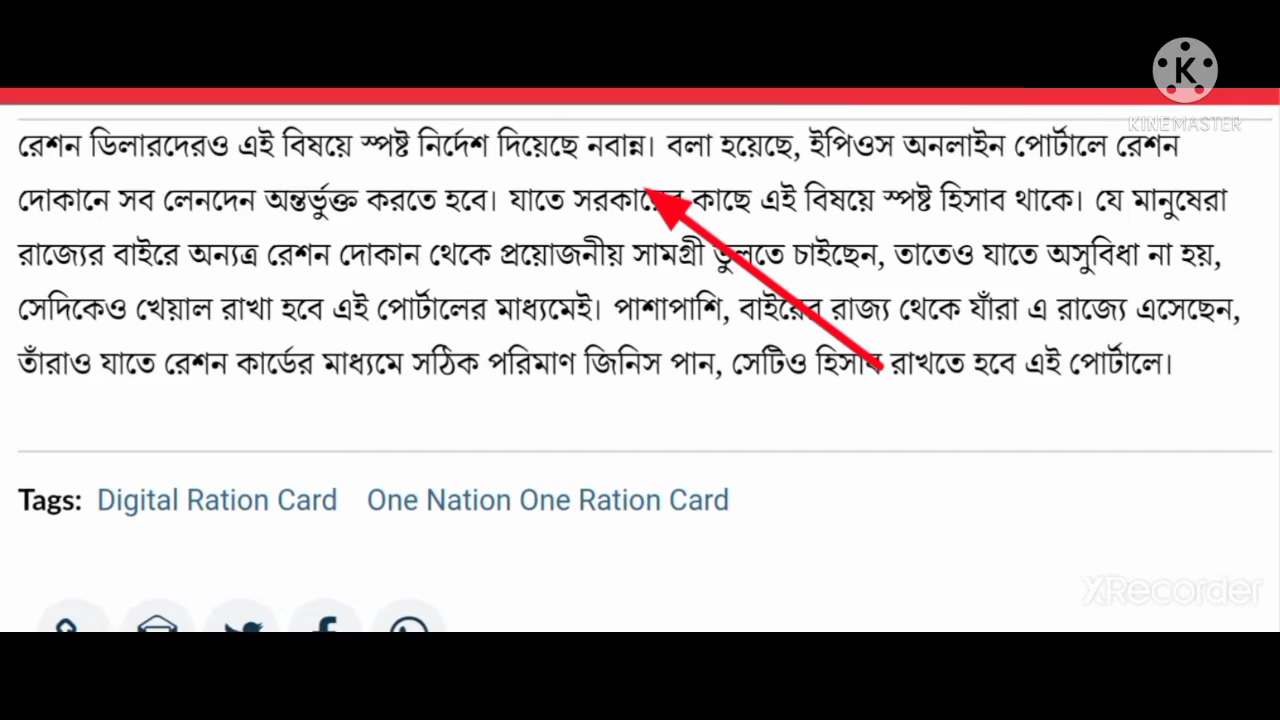 K
KINEMASTER
রেশন ডিলারদেরও এই বিষয়ে স্পষ্ট নির্দেশ দিয়েছে নবান্ন। বলা হয়েছে, ইপিওস অনলাইন পোর্টালে রেশন
দোকানে সব লেনদেন অন্তর্ভুক্ত করতে হবে। যাতে সরকারের কাছে এই বিষয়ে স্পষ্ট হিসাব থাকে। যে মানুষেরা
রাজ্যের বাইরে অন্যত্র রেশন দোকান থেকে প্রয়োজনীয় সামগ্রী তুলতে চাইছেন, তাতেও যাতে অসুবিধা না হয়,
সেদিকেও খেয়াল রাখা হবে এই পোর্টালের মাধ্যমেই। পাশাপাশি, বাইরের রাজ্য থেকে যাঁরা এ রাজ্যে এসেছেন,
তাঁরাও যাতে রেশন কার্ডের মাধ্যমে সঠিক পরিমাণ জিনিস পান, সেটিও হিসাব রাখতে হবে এই পোর্টালে।
Tags: Digital Ration Card One Nation One Ration Card
XRecorder